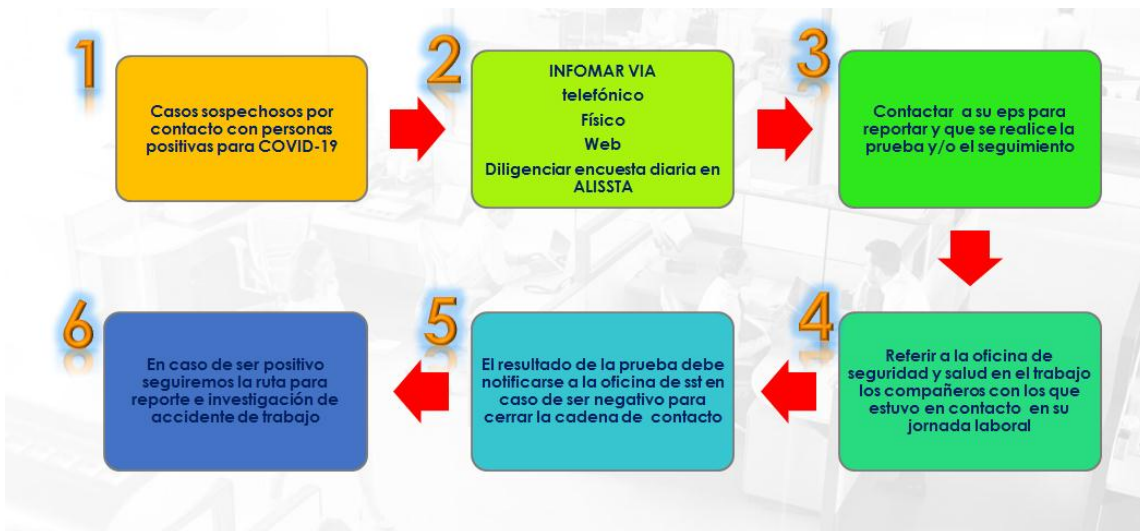 1
Casos sospechosos por
contacto con personas
positivas para COVID-19
2
INFOMAR VIA
telefónico
Físico
Web
Diligenciar encuesta diaria en
ALISSTA
3
Contactar a su eps para
reportar y que se realice la
prueba y/o el seguimiento
4
Referir a la oficina de
seguridad y salud en el trabajo
los compañeros con los que
estuvo en contacto en su
jornada laboral
5
El resultado de la prueba debe
notificarse a la oficina de sst en
caso de ser negativo para
cerrar la cadena de contacto
6
En caso de ser positivo
seguiremos la ruta para
reporte e investigación de
accidente de trabajo